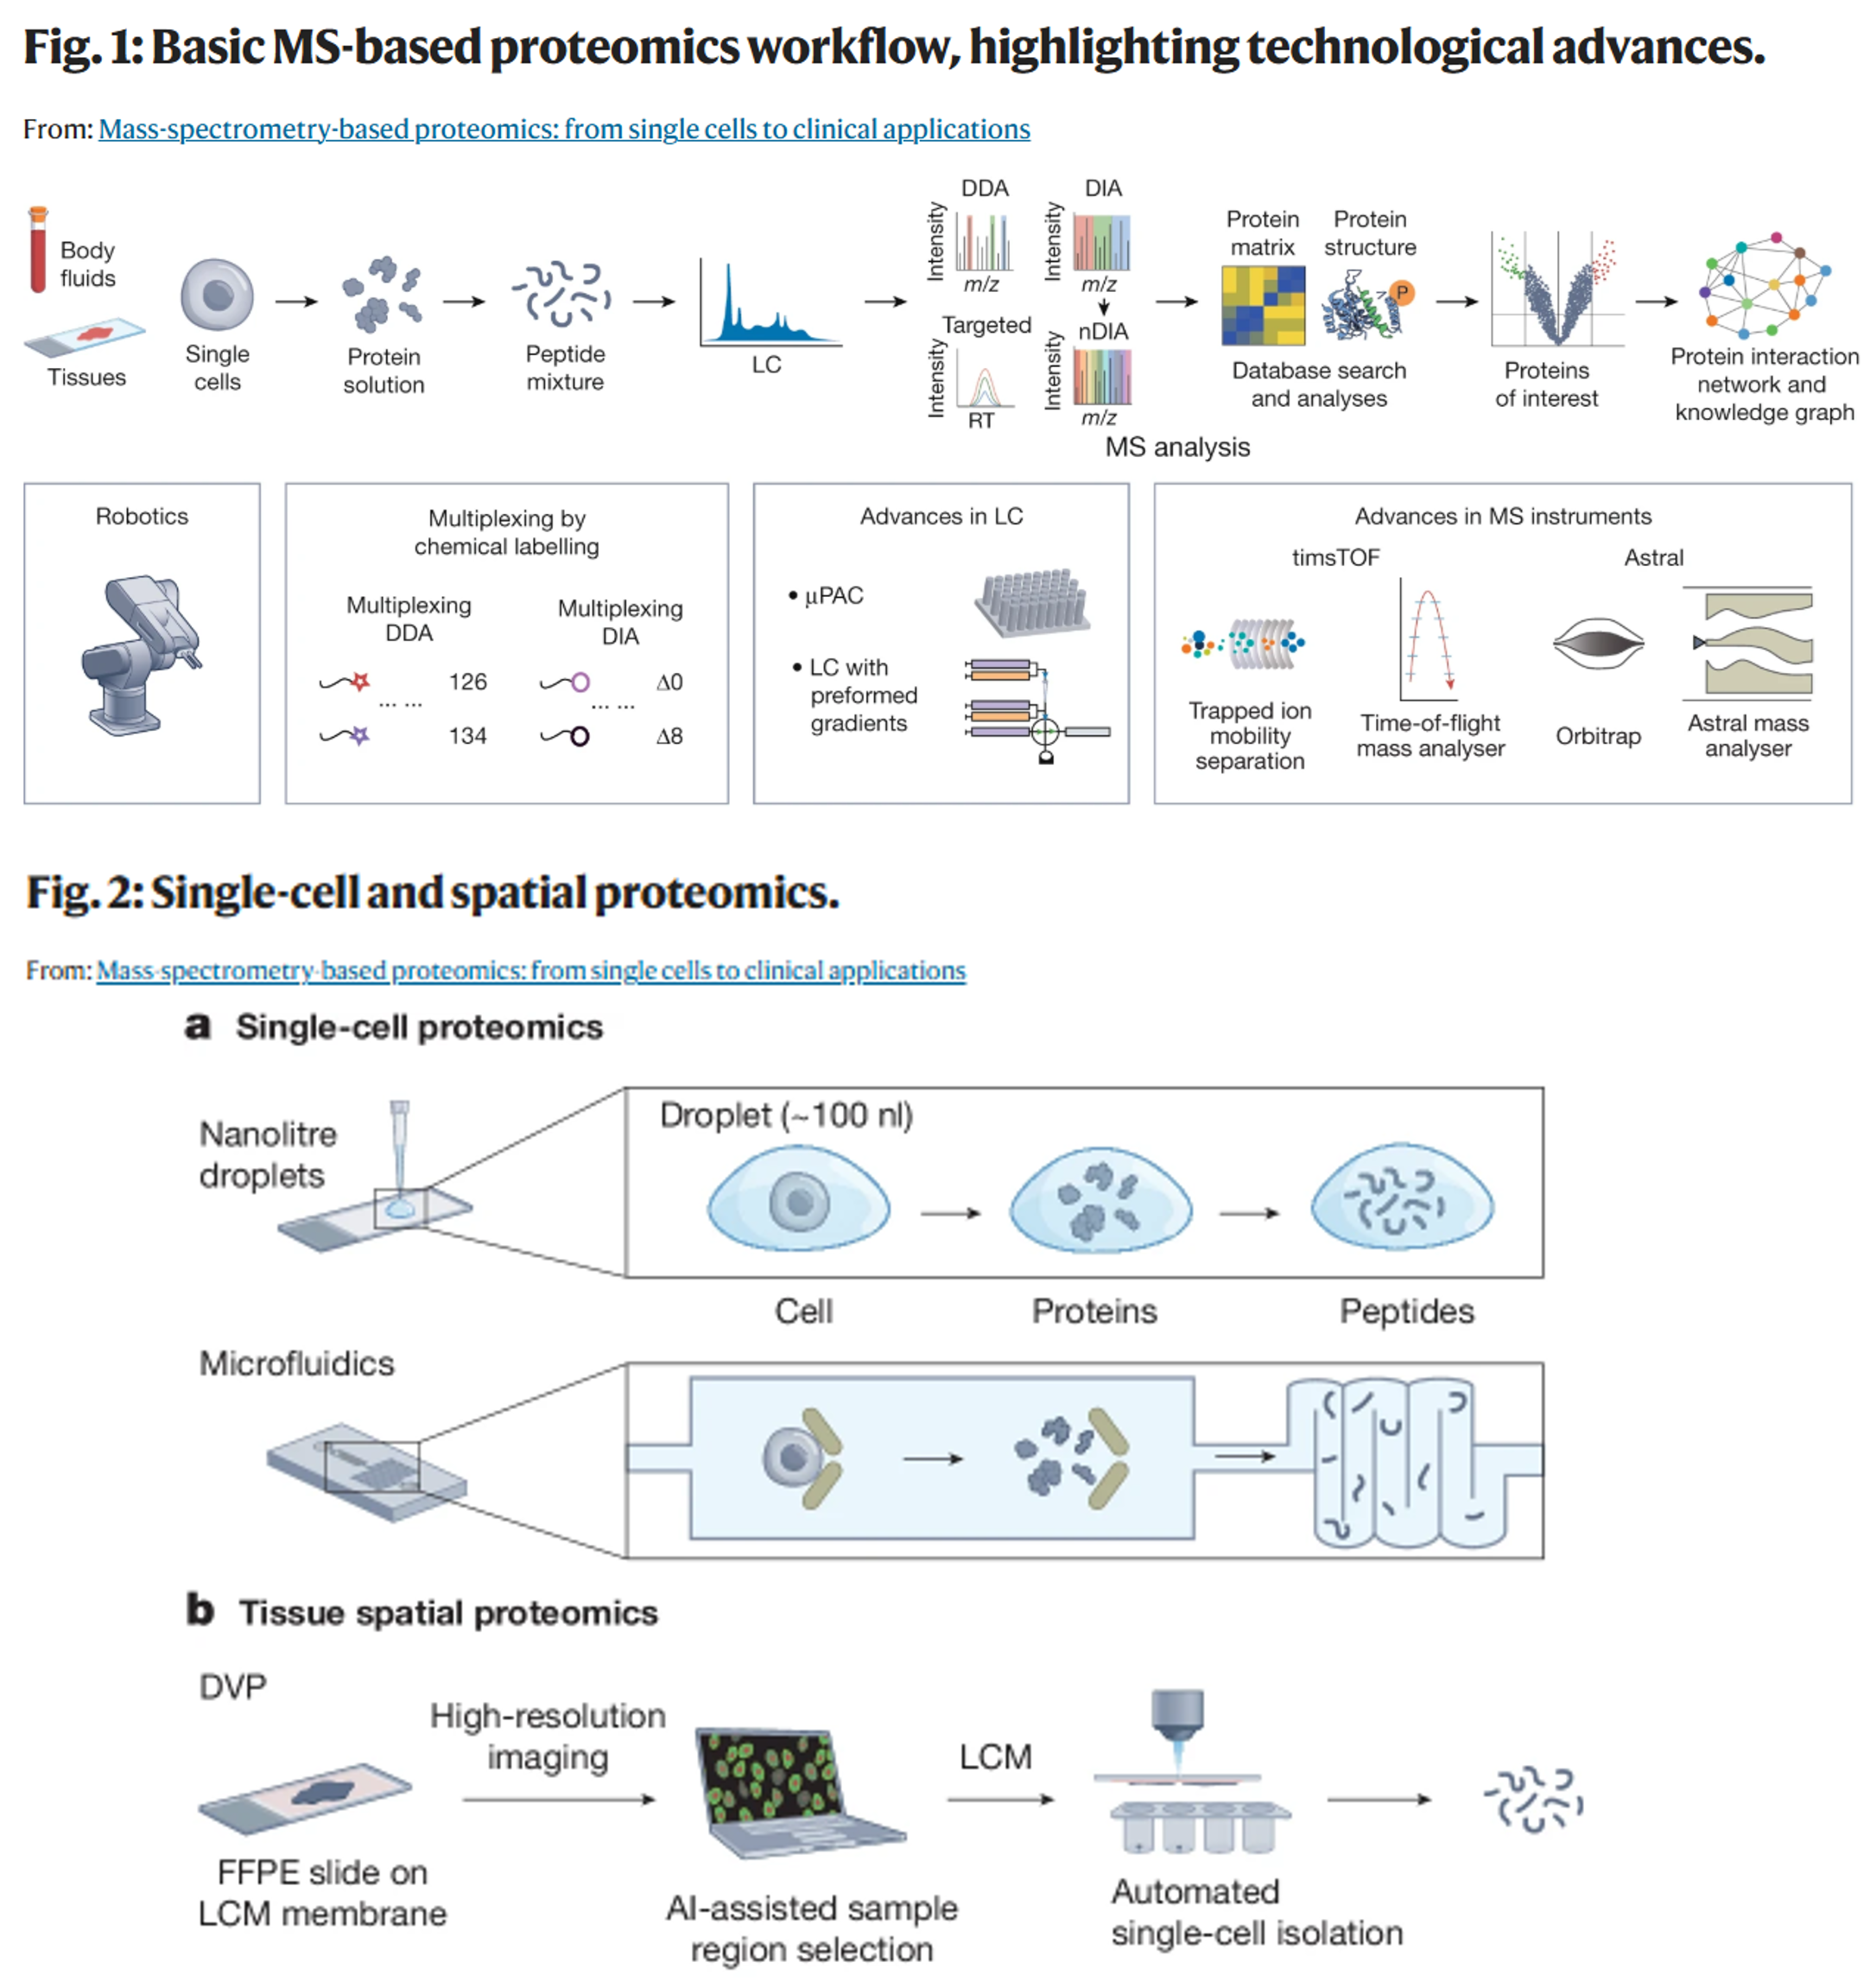 Fig. 1: Basic MS-based proteomics workflow, highlighting technological advances.
From: Mass-spectrometry-based proteomics: from single cells to clinical applications
Body
fluids
Tissues
Single
cells
Protein
solution
Peptide
mixture
LC
DDA
Intensity
m/z
DIA
Intensity
m/z
Targeted
Intensity
RT
nDIA
Intensity
m/z
MS analysis
Protein
matrix
Protein
structure
P
Database search
and analyses
Proteins
of interest
Protein interaction
network and
knowledge graph
Robotics
Multiplexing by
chemical labelling
Multiplexing
DDA
126
... ...
134
Multiplexing
DIA
Δ0
... ...
Δ8
Advances in LC
• μPAC
• LC with
preformed
gradients
Advances in MS instruments
timsTOF
Astral
Trapped ion
mobility
separation
Time-of-flight
mass analyser
Orbitrap
Astral mass
analyser
Fig. 2: Single-cell and spatial proteomics.
From: Mass-spectrometry-based proteomics: from single cells to clinical applications
a Single-cell proteomics
Nanolitre
droplets
Droplet (~100 nl)
Cell
Proteins
Peptides
Microfluidics
b Tissue spatial proteomics
DVP
FFPE slide on
LCM membrane
High-resolution
imaging
AI-assisted sample
region selection
LCM
Automated
single-cell isolation